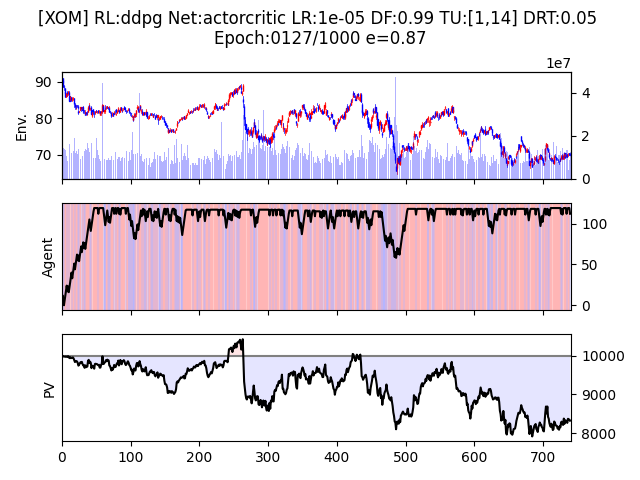 [XOM] RL:ddpg Net:actorcritic LR:1e-05 DF:0.99 TU:[1,14] DRT:0.05
Epoch:0127/1000 e=0.87
1e7
Env.
90
80
70
4
2
0
Agent
100
50
0
PV
10000
9000
8000
0 100 200 300 400 500 600 700